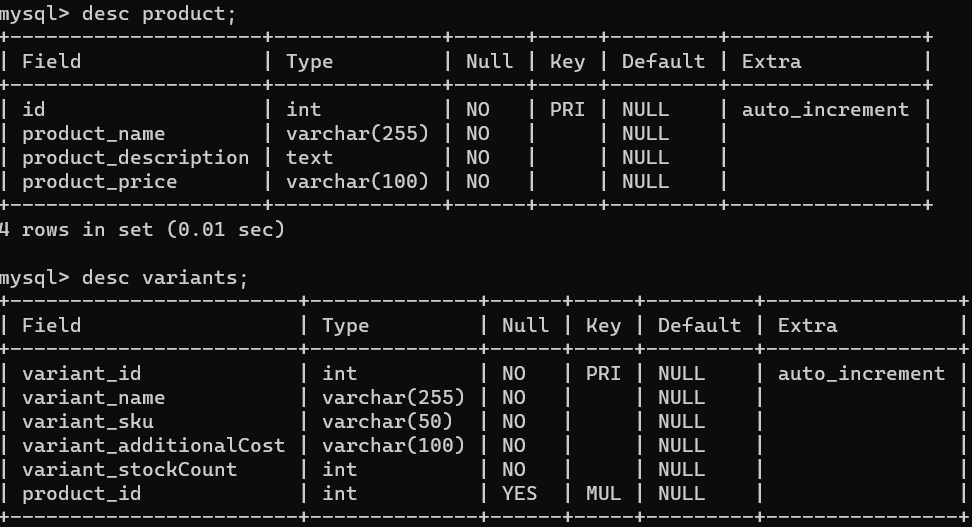 mysql> desc product;
+---------------------+--------------+------+-----+---------+----------------+
| Field               | Type         | Null | Key | Default | Extra          |
+---------------------+--------------+------+-----+---------+----------------+
| id                  | int          | NO   | PRI | NULL    | auto_increment |
| product_name        | varchar(255) | NO   |     | NULL    |                |
| product_description | text         | NO   |     | NULL    |                |
| product_price       | varchar(100) | NO   |     | NULL    |                |
+---------------------+--------------+------+-----+---------+----------------+
4 rows in set (0.01 sec)
mysql> desc variants;
+------------------------+--------------+------+-----+---------+----------------+
| Field                  | Type         | Null | Key | Default | Extra          |
+------------------------+--------------+------+-----+---------+----------------+
| variant_id             | int          | NO   | PRI | NULL    | auto_increment |
| variant_name           | varchar(255) | NO   |     | NULL    |                |
| variant_sku            | varchar(50)  | NO   |     | NULL    |                |
| variant_additionalCost | varchar(100) | NO   |     | NULL    |                |
| variant_stockCount     | int          | NO   |     | NULL    |                |
| product_id             | int          | YES  | MUL | NULL    |                |
+------------------------+--------------+------+-----+---------+----------------+